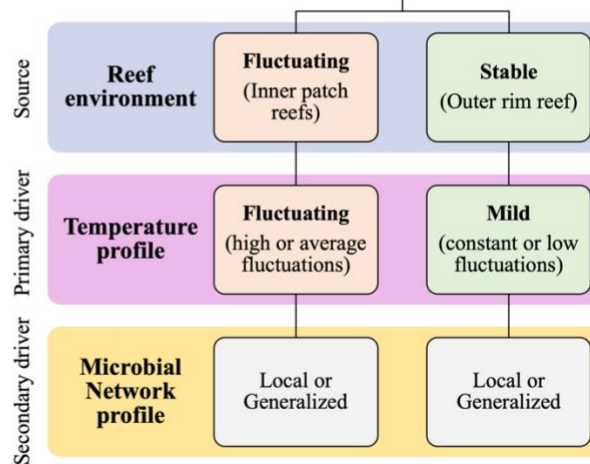 Source
Reef
environment
Fluctuating
(Inner patch
reefs)
Stable
(Outer rim reef)
Primary driver
Temperature
profile
Fluctuating
(high or average
fluctuations)
Mild
(constant or low
fluctuations)
Secondary driver
Microbial
Network
profile
Local or
Generalized
Local or
Generalized